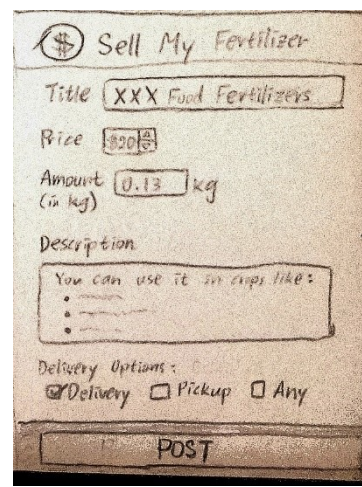 $ Sell My Fertilizer
Title XXX Food Fertilizers
Price $20
Amount 0.13 kg
(in kg)
Description
You can use it in crops like:
Delivery Options:
Delivery Pickup Any
POST